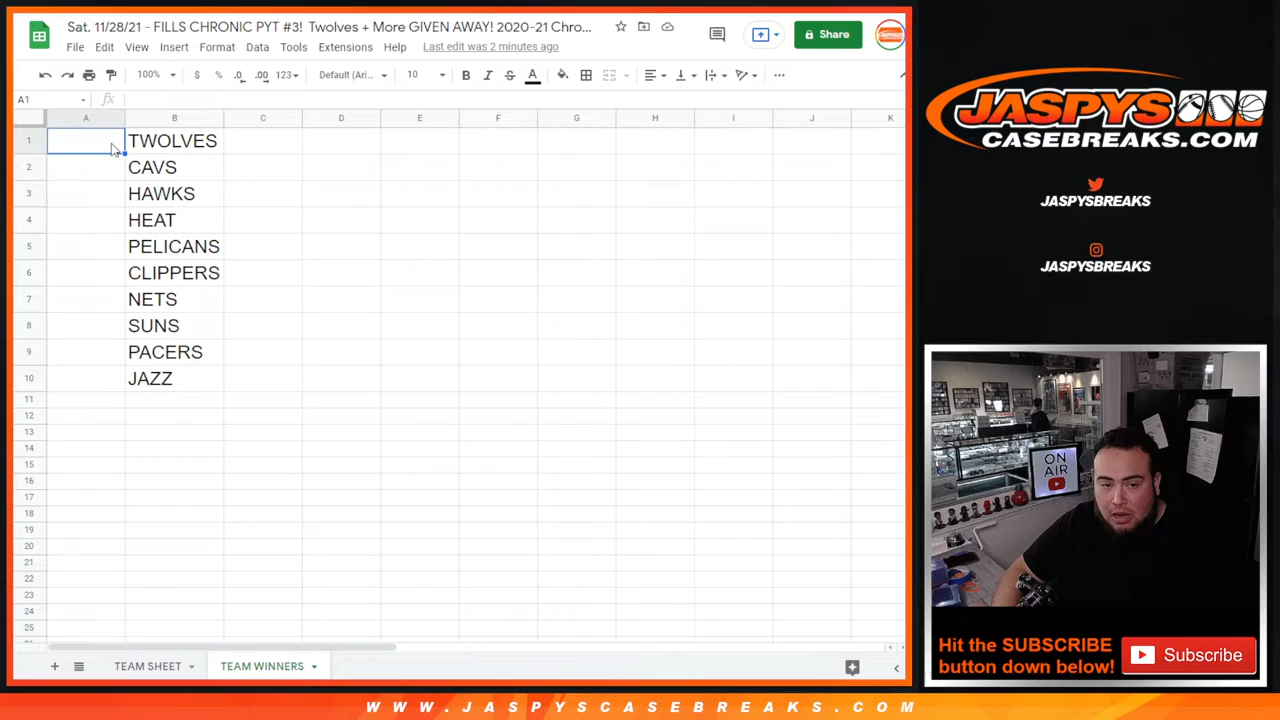 Sat. 11/28/21 - FILLS CHRONIC PYT #3! Twolves + More GIVEN AWAY! 2020-21 Chro...
File Edit View Insert Format Data Tools Extensions Help Last edit was 2 minutes ago
Share
100% $ % .0 .00 123 Default (Ari... 10 B I S A
A1 fx
A B C D E F G H I J K
1 TWOLVES
2 CAVS
3 HAWKS
4 HEAT
5 PELICANS
6 CLIPPERS
7 NETS
8 SUNS
9 PACERS
10 JAZZ
11
12
13
14
15
16
17
18
19
20
21
22
23
24
25
TEAM SHEET TEAM WINNERS
JASPYS
CASEBREAKS.COM
JASPYSBREAKS
JASPYSBREAKS
ON
AIR
Hit the SUBSCRIBE
button down below!
Subscribe
WWW.JASPYSCASEBREAKS.COM